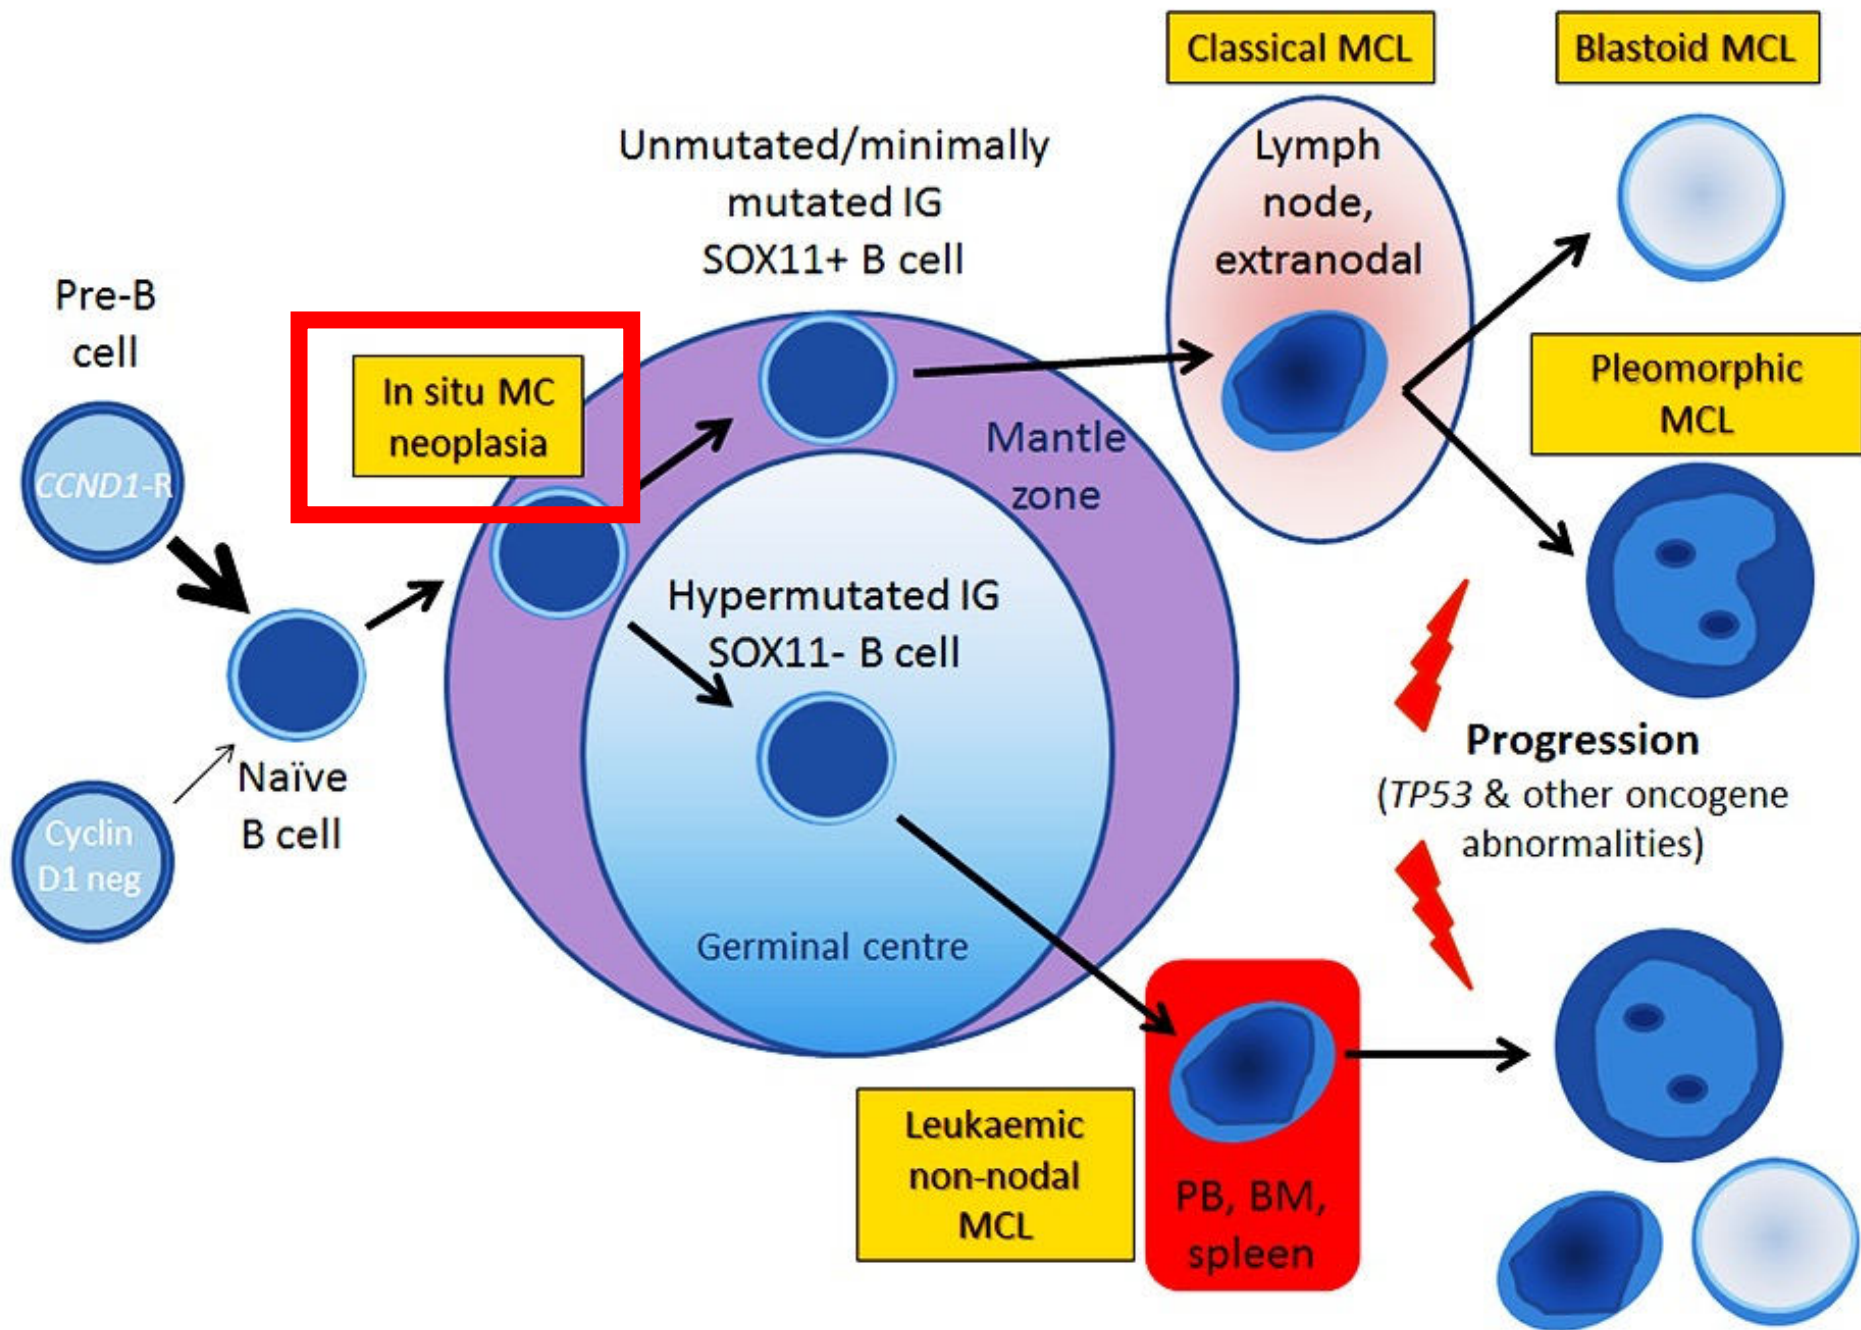 Classical MCL
Blastoid MCL
Unmutated/minimally
mutated IG
SOX11+ B cell
Lymph
node,
extranodal
Pre-B
cell
In situ MC
neoplasia
Pleomorphic
MCL
CCND1-R
Mantle
zone
Hypermutated IG
SOX11- B cell
Naïve
B cell
Cyclin
D1 neg
Progression
(TP53 & other oncogene
abnormalities)
Germinal centre
Leukaemic
non-nodal
MCL
PB, BM,
spleen